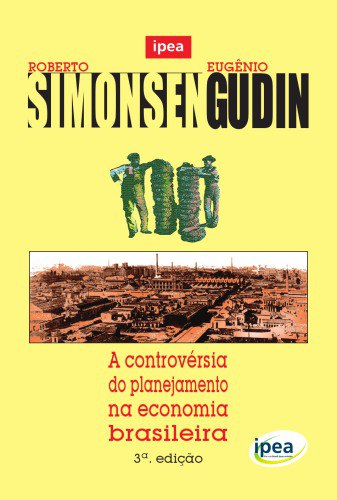 ipea
ROBERTO EUGÊNIO
SIMONSEN GUDIN
A controvérsia
do planejamento
na economia
brasileira
3ª. edição
ipea